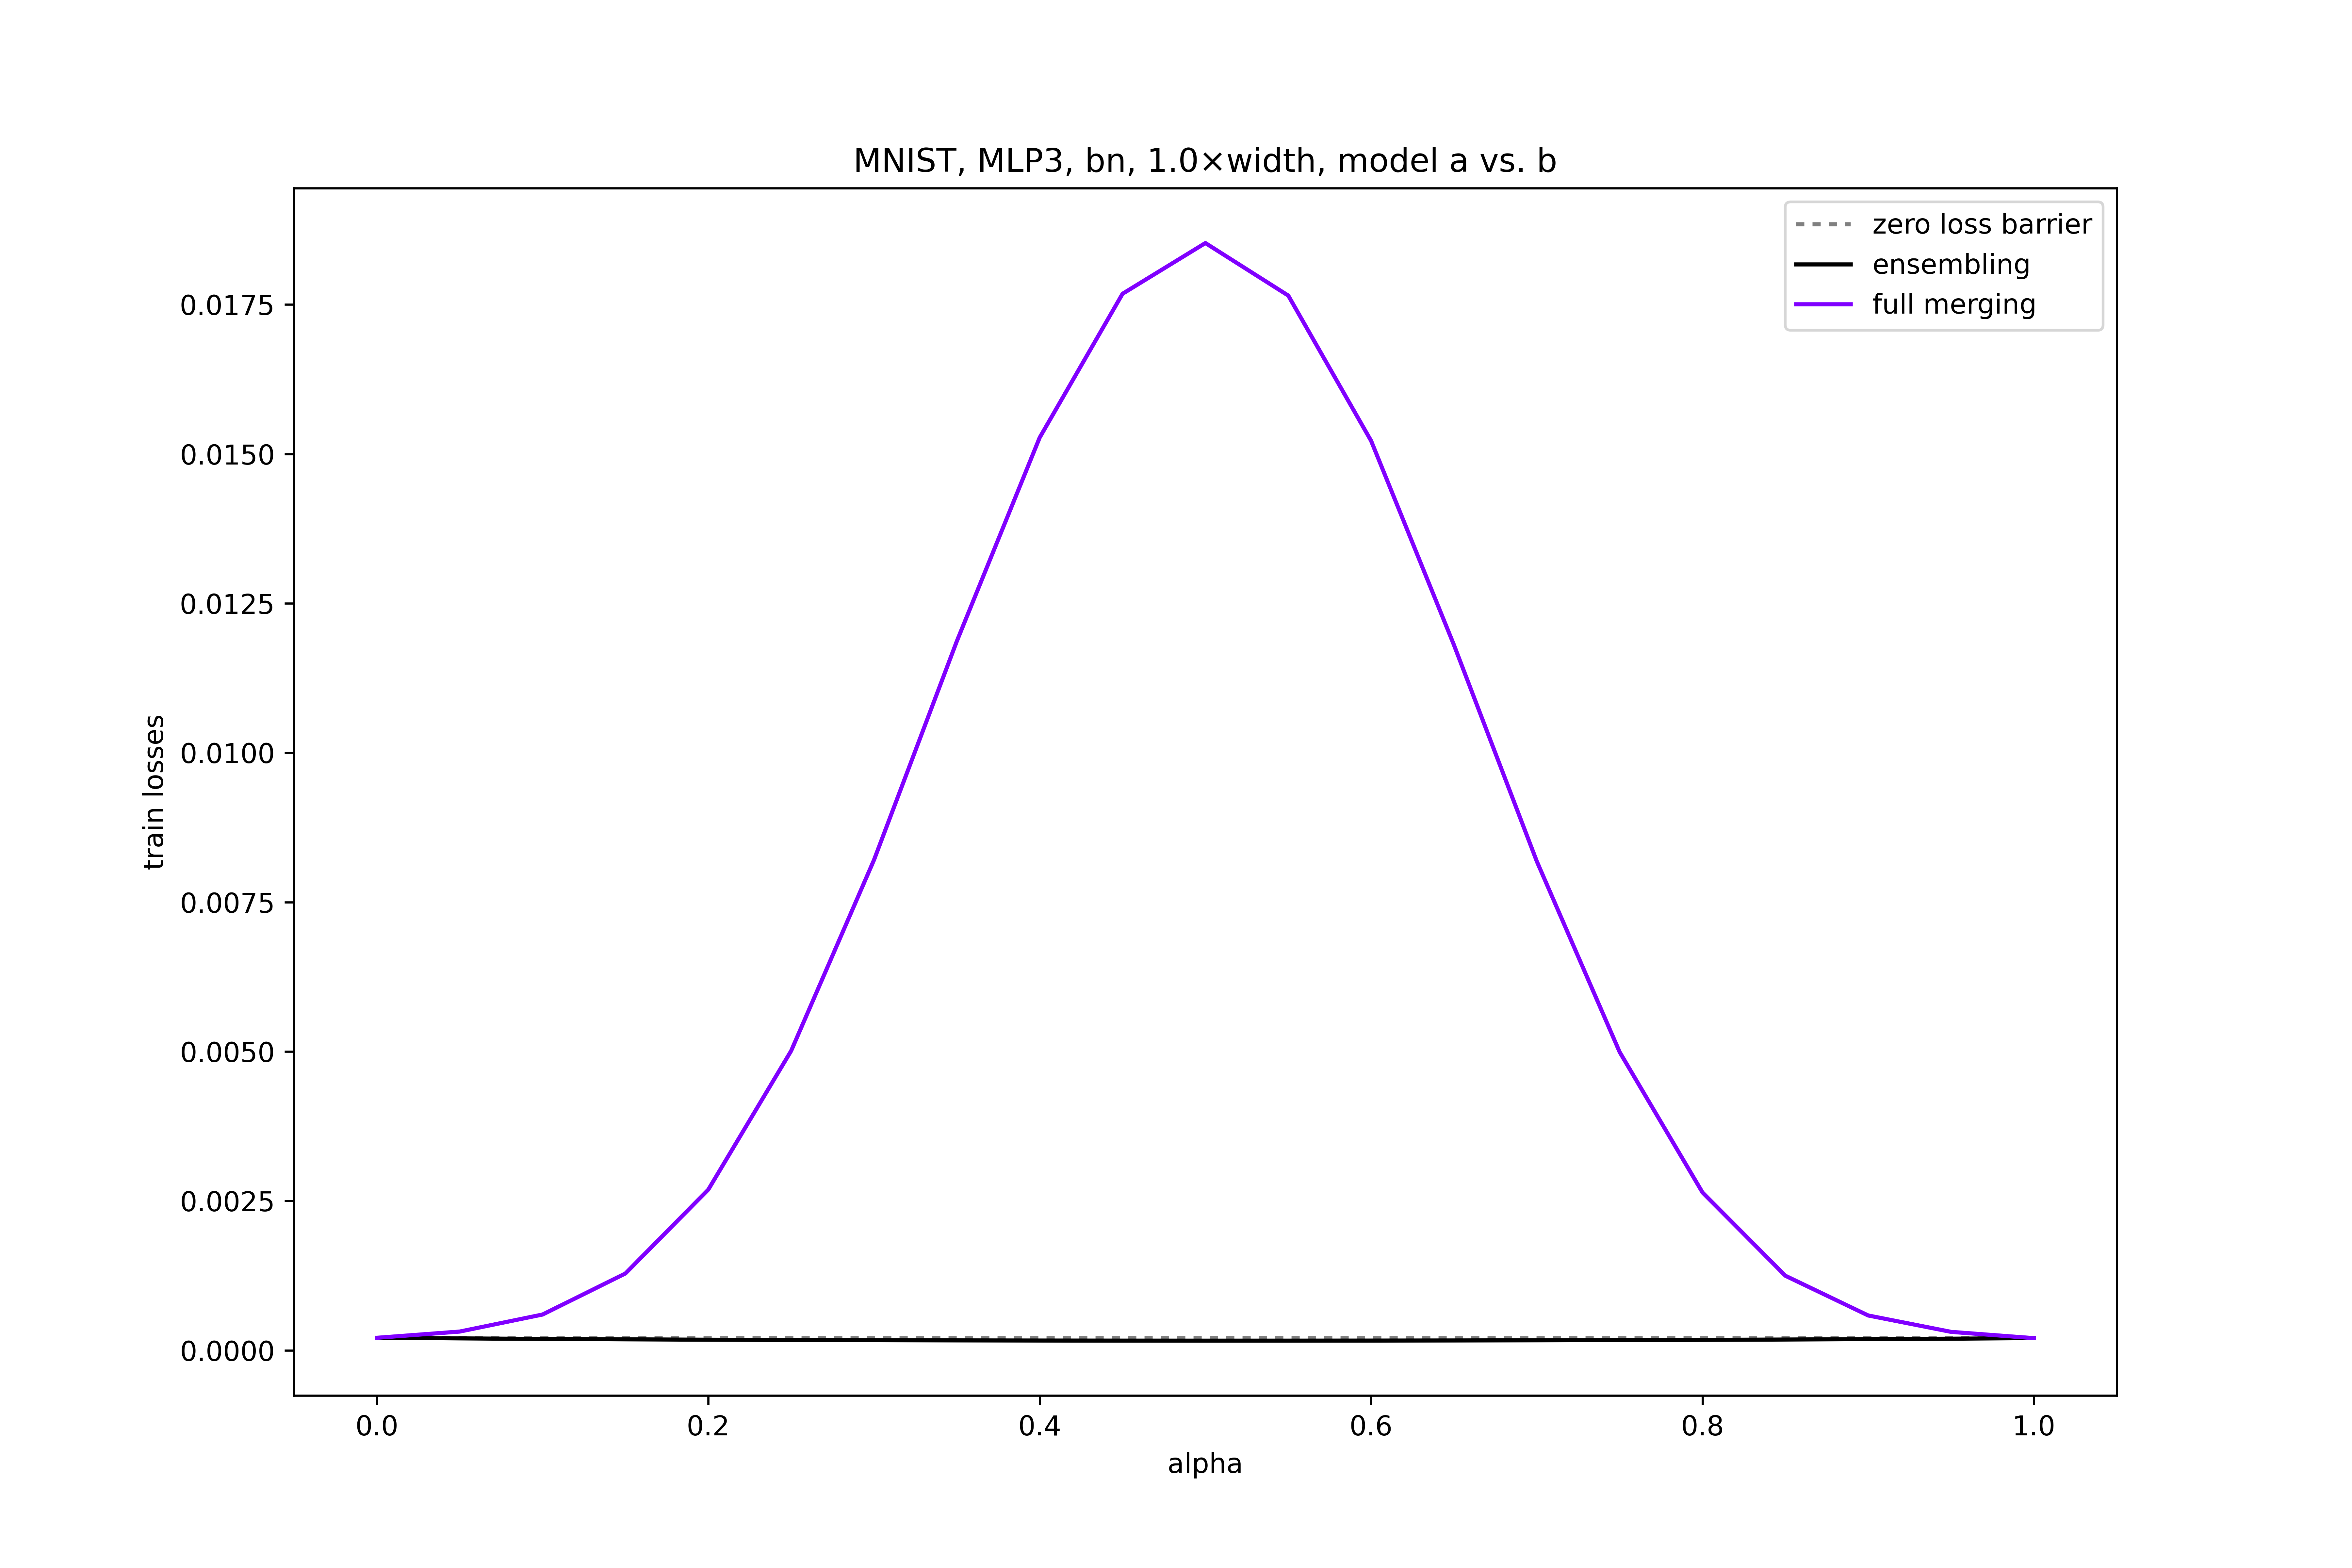 MNIST, MLP3, bn, 1.0×width, model a vs. b
zero loss barrier
ensembling
full merging
train losses
0.0175
0.0150
0.0125
0.0100
0.0075
0.0050
0.0025
0.0000
0.0 0.2 0.4 0.6 0.8 1.0
alpha